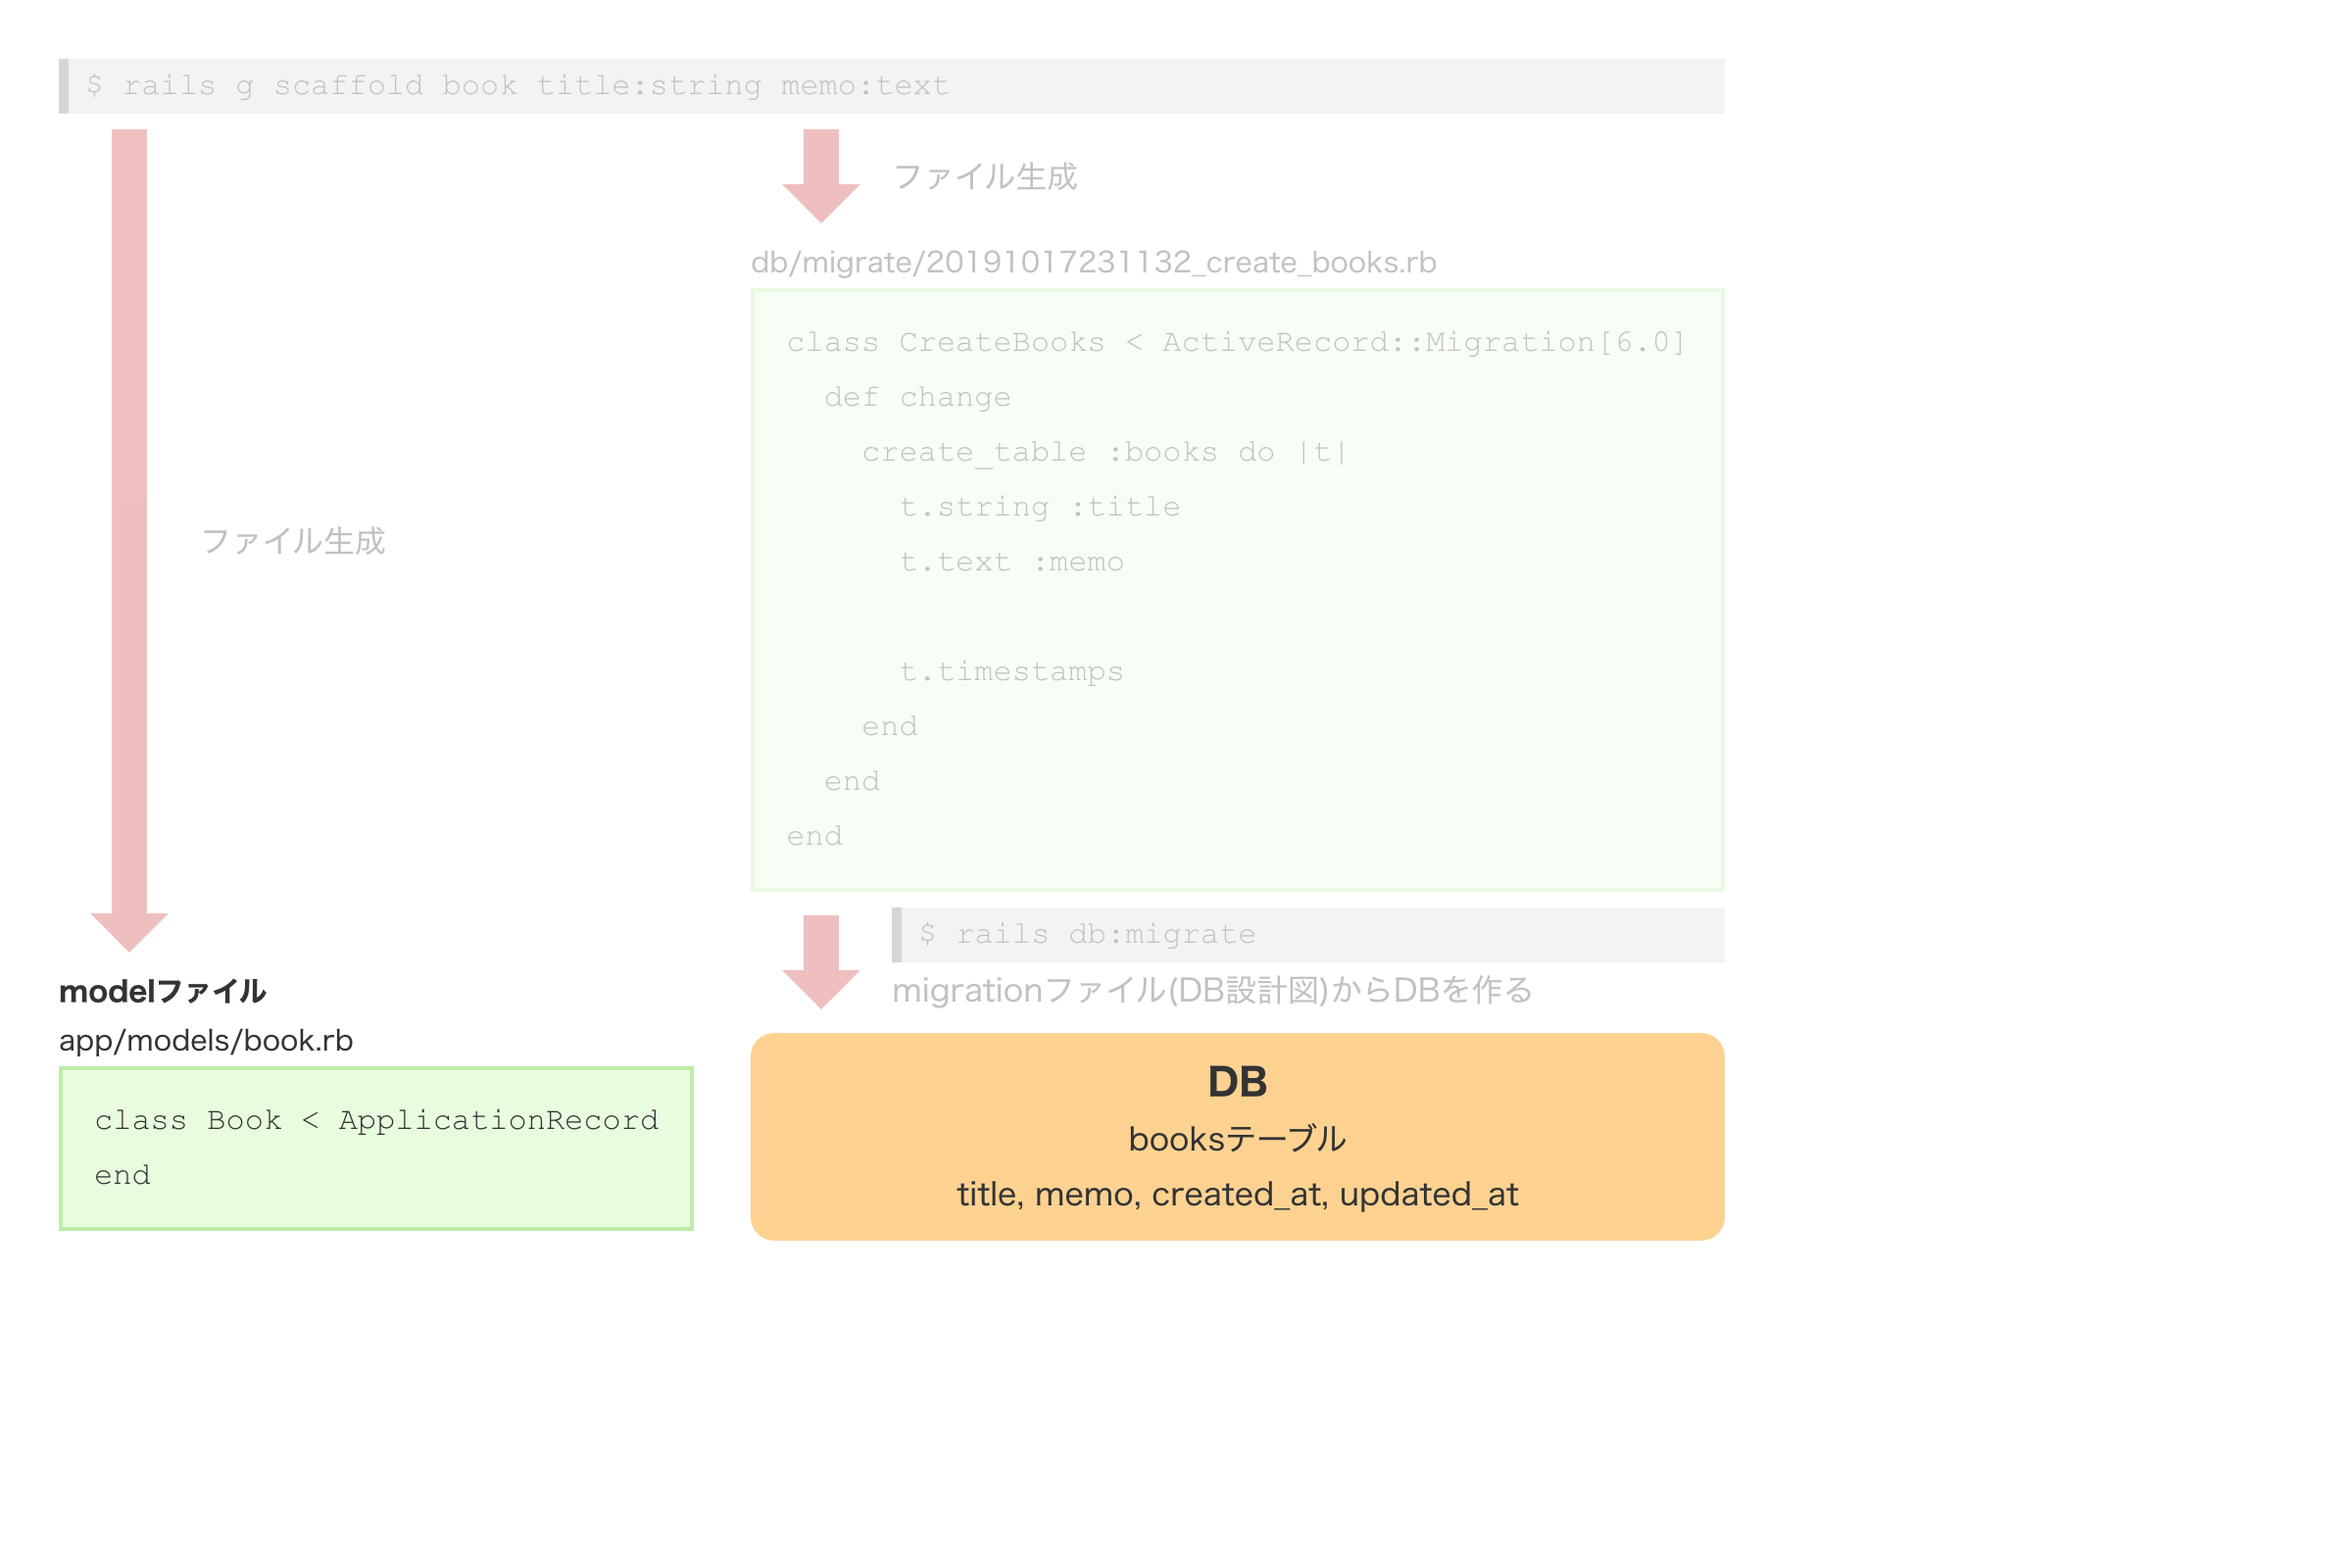 $ rails g scaffold book title:string memo:text
ファイル生成
db/migrate/20191017231132_create_books.rb
class CreateBooks < ActiveRecord::Migration[6.0]
  def change
    create_table :books do |t|
      t.string :title
      t.text :memo
      t.timestamps
    end
  end
end
ファイル生成
$ rails db:migrate
migrationファイル(DB設計図)からDBを作る
modelファイル
app/models/book.rb
class Book < ApplicationRecord
end
DB
booksテーブル
title, memo, created_at, updated_at